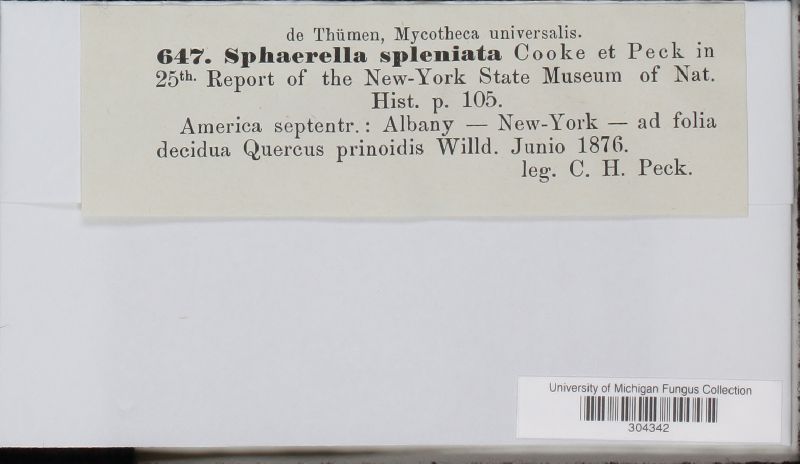 de Thümen, Mycotheca universalis.
647. Sphaerella spleniata Cooke et Peck in
25th. Report of the New-York State Museum of Nat.
Hist. p. 105.
America septentr.: Albany — New-York — ad folia
decidua Quercus prinoidis Willd. Junio 1876.
leg. C. H. Peck.
University of Michigan Fungus Collection
304342